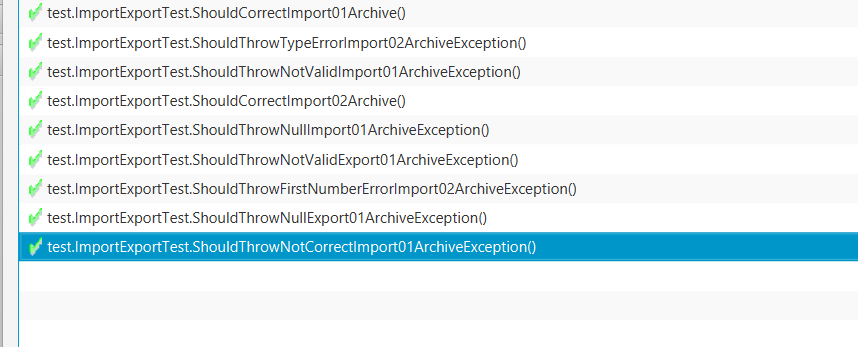 test.ImportExportTest.ShouldCorrectImport01Archive()
test.ImportExportTest.ShouldThrowTypeErrorImport02ArchiveException()
test.ImportExportTest.ShouldThrowNotValidImport01ArchiveException()
test.ImportExportTest.ShouldCorrectImport02Archive()
test.ImportExportTest.ShouldThrowNullImport01ArchiveException()
test.ImportExportTest.ShouldThrowNotValidExport01ArchiveException()
test.ImportExportTest.ShouldThrowFirstNumberErrorImport02ArchiveException()
test.ImportExportTest.ShouldThrowNullExport01ArchiveException()
test.ImportExportTest.ShouldThrowNotCorrectImport01ArchiveException()